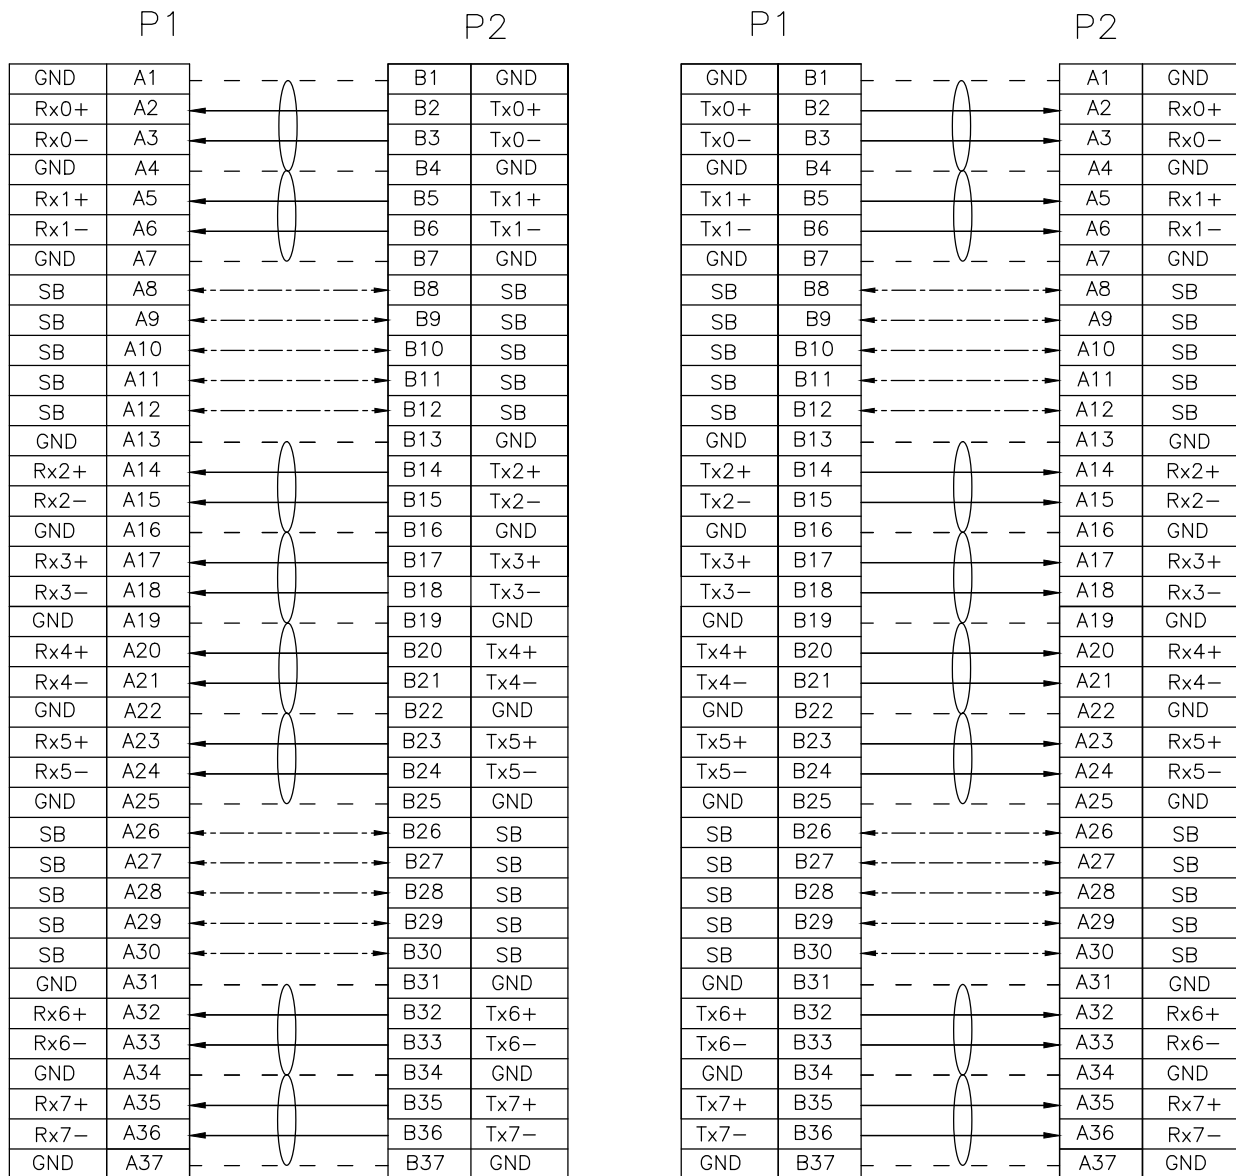 P1 P2 P1 P2
GND A1 B1 GND GND B1 A1 GND
Rx0+ A2 B2 Tx0+ Tx0+ B2 A2 Rx0+
Rx0- A3 B3 Tx0- Tx0- B3 A3 Rx0-
GND A4 B4 GND GND B4 A4 GND
Rx1+ A5 B5 Tx1+ Tx1+ B5 A5 Rx1+
Rx1- A6 B6 Tx1- Tx1- B6 A6 Rx1-
GND A7 B7 GND GND B7 A7 GND
SB A8 B8 SB SB B8 A8 SB
SB A9 B9 SB SB B9 A9 SB
SB A10 B10 SB SB B10 A10 SB
SB A11 B11 SB SB B11 A11 SB
SB A12 B12 SB SB B12 A12 SB
GND A13 B13 GND GND B13 A13 GND
Rx2+ A14 B14 Tx2+ Tx2+ B14 A14 Rx2+
Rx2- A15 B15 Tx2- Tx2- B15 A15 Rx2-
GND A16 B16 GND GND B16 A16 GND
Rx3+ A17 B17 Tx3+ Tx3+ B17 A17 Rx3+
Rx3- A18 B18 Tx3- Tx3- B18 A18 Rx3-
GND A19 B19 GND GND B19 A19 GND
Rx4+ A20 B20 Tx4+ Tx4+ B20 A20 Rx4+
Rx4- A21 B21 Tx4- Tx4- B21 A21 Rx4-
GND A22 B22 GND GND B22 A22 GND
Rx5+ A23 B23 Tx5+ Tx5+ B23 A23 Rx5+
Rx5- A24 B24 Tx5- Tx5- B24 A24 Rx5-
GND A25 B25 GND GND B25 A25 GND
SB A26 B26 SB SB B26 A26 SB
SB A27 B27 SB SB B27 A27 SB
SB A28 B28 SB SB B28 A28 SB
SB A29 B29 SB SB B29 A29 SB
SB A30 B30 SB SB B30 A30 SB
GND A31 B31 GND GND B31 A31 GND
Rx6+ A32 B32 Tx6+ Tx6+ B32 A32 Rx6+
Rx6- A33 B33 Tx6- Tx6- B33 A33 Rx6-
GND A34 B34 GND GND B34 A34 GND
Rx7+ A35 B35 Tx7+ Tx7+ B35 A35 Rx7+
Rx7- A36 B36 Tx7- Tx7- B36 A36 Rx7-
GND A37 B37 GND GND B37 A37 GND